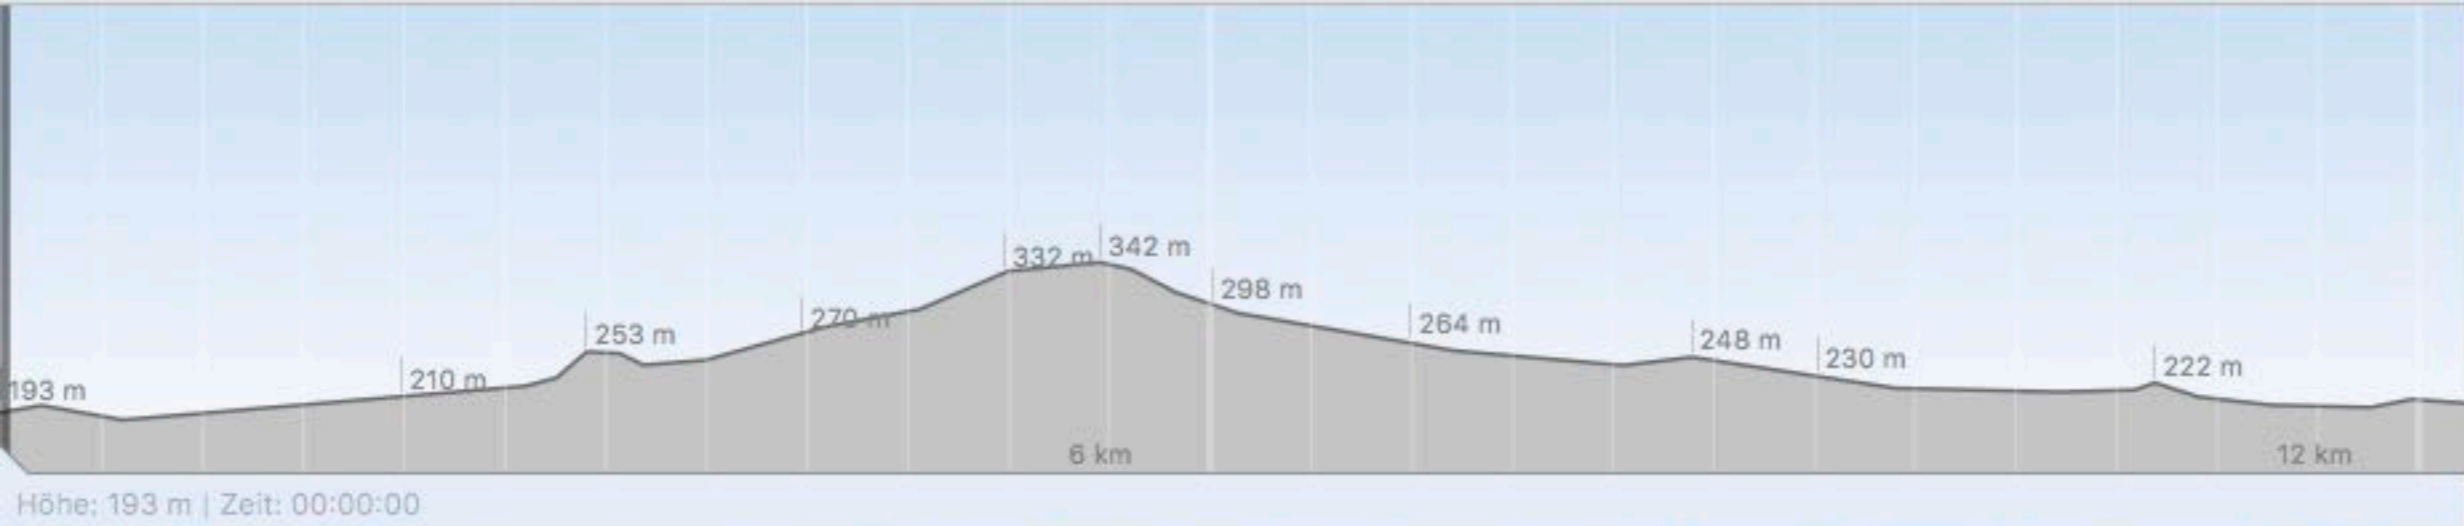 193 m
210 m
253 m
270 m
332 m
342 m
298 m
264 m
248 m
230 m
222 m
6 km
12 km
Höhe: 193 m | Zeit: 00:00:00